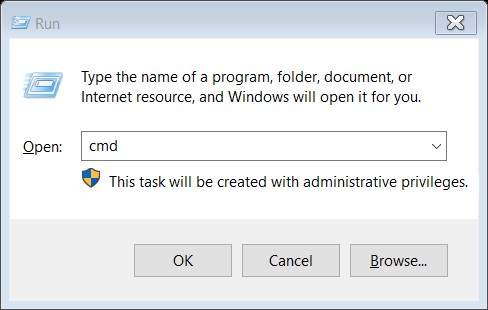 Run
Type the name of a program, folder, document, or
Internet resource, and Windows will open it for you.
Open: cmd
This task will be created with administrative privileges.
OK Cancel Browse...